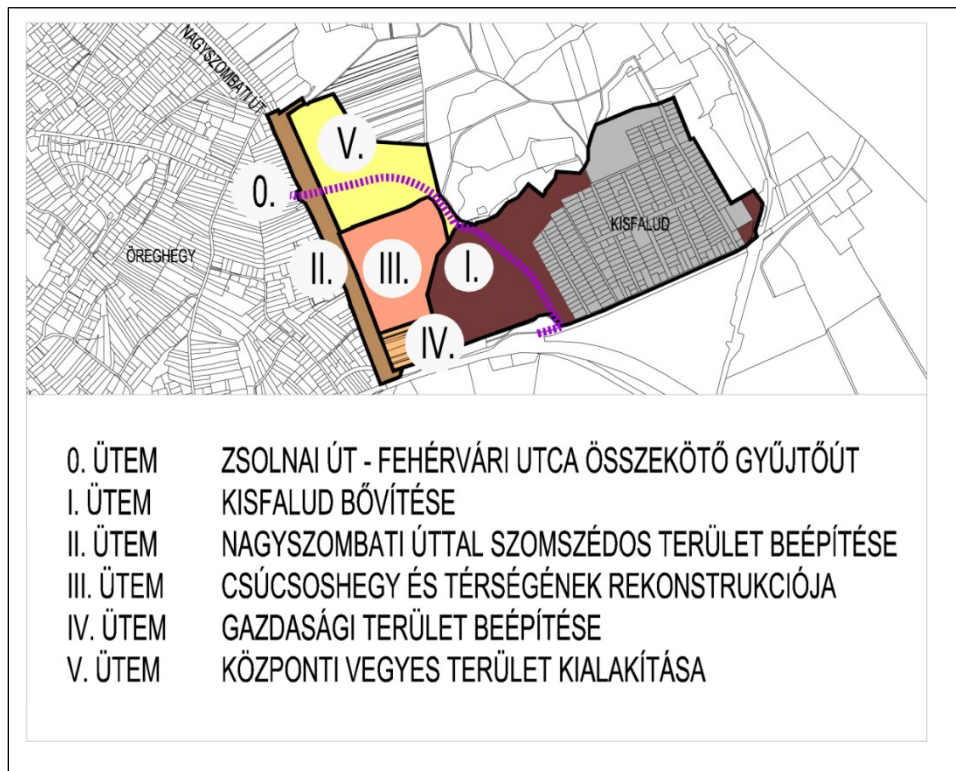 NAGYSZOMBATI ÚT
V.
0.
KISFALUD
ÖREGHEGY
II.
III.
I.
IV.
0. ÜTEM ZSOLNAI ÚT - FEHÉRVÁRI UTCA ÖSSZEKÖTŐ GYŰJTŐÚT
I. ÜTEM KISFALUD BŐVÍTÉSE
II. ÜTEM NAGYSZOMBATI ÚTTAL SZOMSZÉDOS TERÜLET BEÉPÍTÉSE
III. ÜTEM CSÚCSOSHEGY ÉS TÉRSÉGÉNEK REKONSTRUKCIÓJA
IV. ÜTEM GAZDASÁGI TERÜLET BEÉPÍTÉSE
V. ÜTEM KÖZPONTI VEGYES TERÜLET KIALAKÍTÁSA